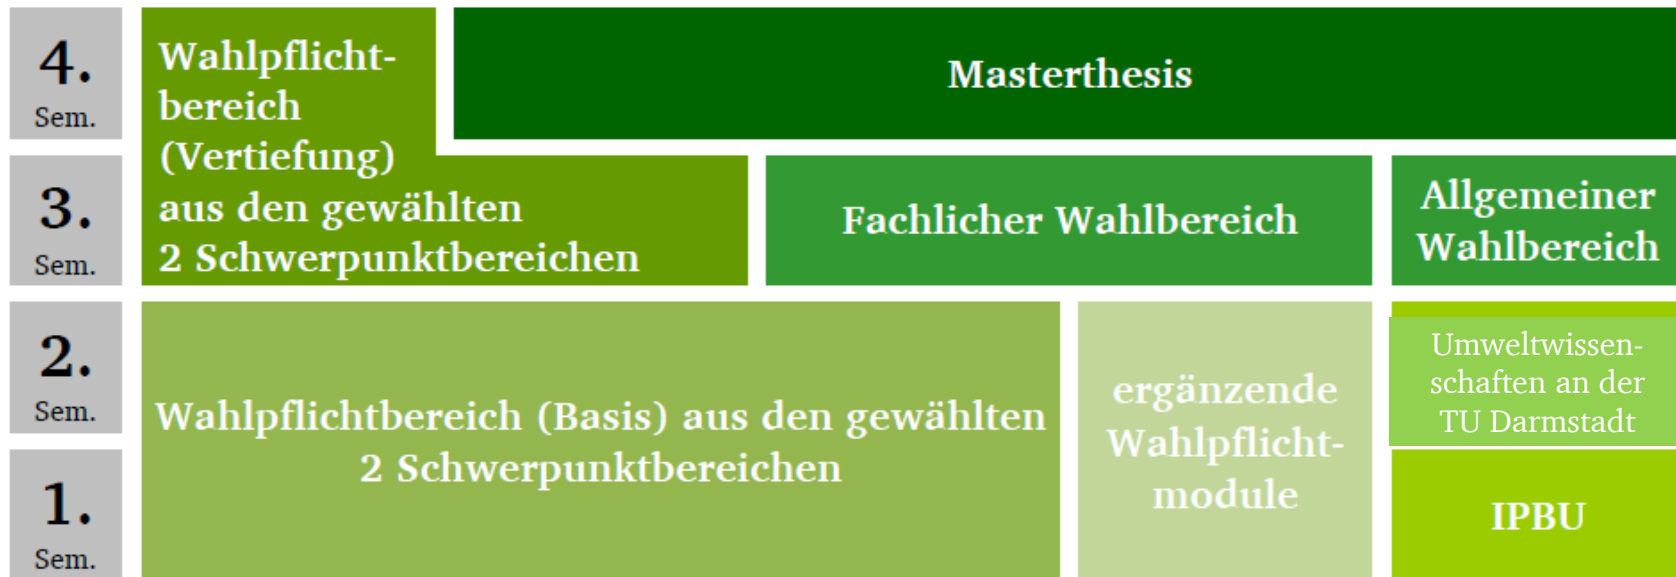 4.
Sem.
Wahlpflicht-
bereich
(Vertiefung)
aus den gewählten
2 Schwerpunktbereichen
Masterthesis
3.
Sem.
Fachlicher Wahlbereich
Allgemeiner
Wahlbereich
2.
Sem.
Wahlpflichtbereich (Basis) aus den gewählten
2 Schwerpunktbereichen
ergänzende
Wahlpflicht-
module
Umweltwissen-
schaften an der
TU Darmstadt
1.
Sem.
IPBU